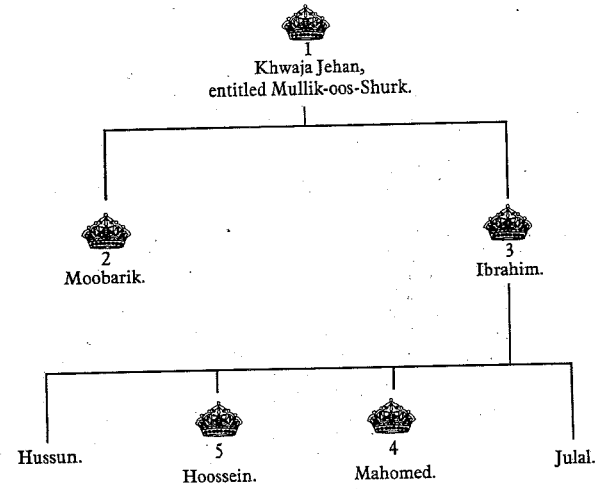 1
Khwaja Jehan,
entitled Mullik-oos-Shurk.
2
Moobarik.
3
Ibrahim.
Hussun.
5
Hoossein.
4
Mahomed.
Julal.